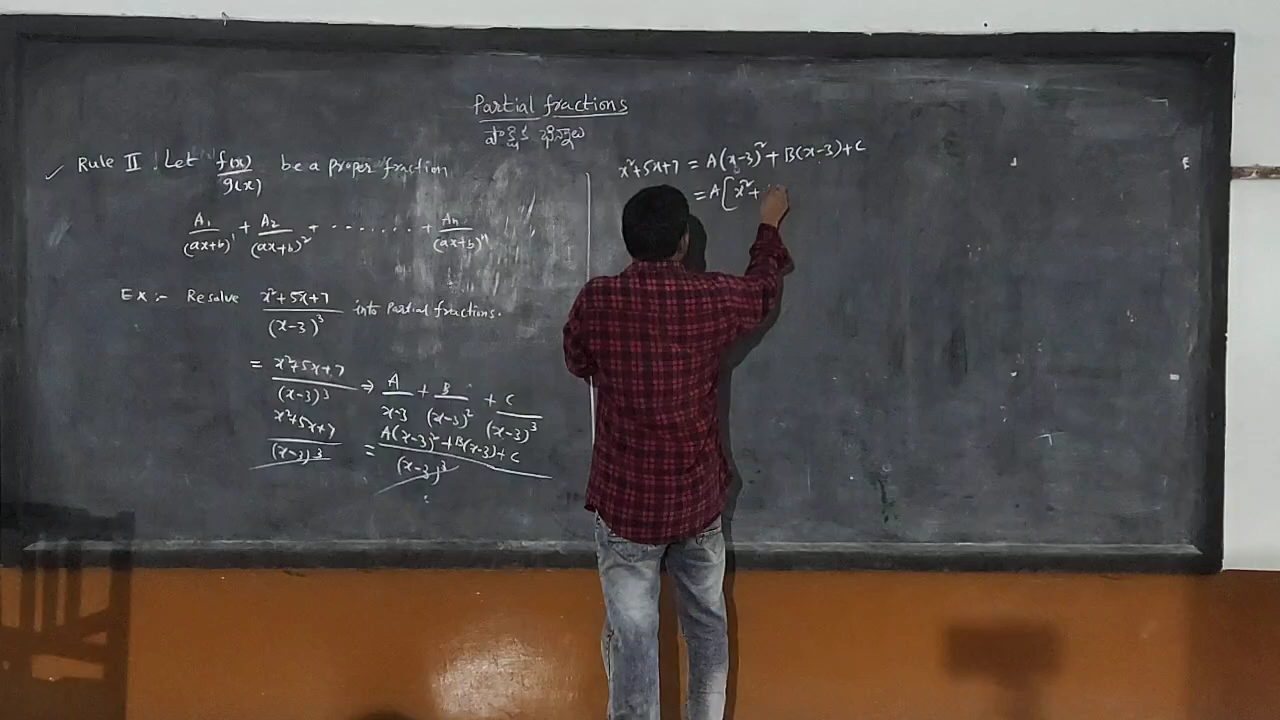 Partial fractions
పాక్షిక భిన్నాలు
✓ Rule II : Let f(x)/g(x) be a proper fraction
A₁/(ax+b)¹ + A₂/(ax+b)² + ....... + Aₙ/(ax+b)ⁿ
Ex :- Resolve x²+5x+7/(x-3)³ into partial fractions.
= x²+5x+7/(x-3)³ ⇒ A/x-3 + B/(x-3)² + C/(x-3)³
x²+5x+7/(x-3)³ = A(x-3)²+B(x-3)+C/(x-3)³
x²+5x+7 = A(x-3)²+B(x-3)+C
= A[x²+